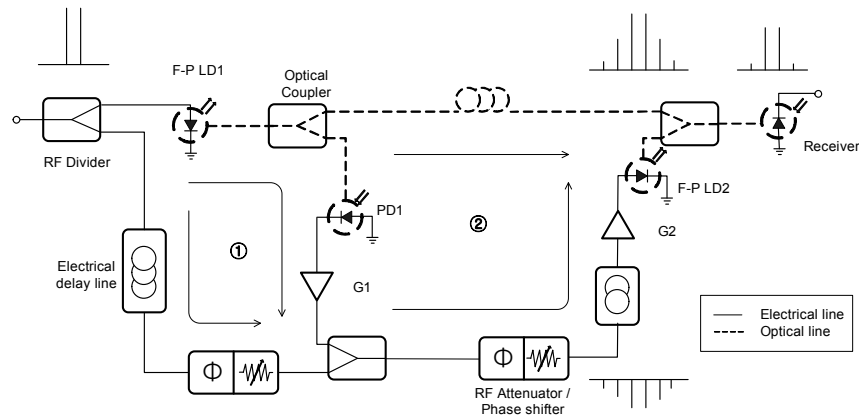 F-P LD1
Optical
Coupler
RF Divider
Receiver
F-P LD2
PD1
①
②
G2
Electrical
delay line
G1
Electrical line
Optical line
Φ
Φ
RF Attenuator /
Phase shifter